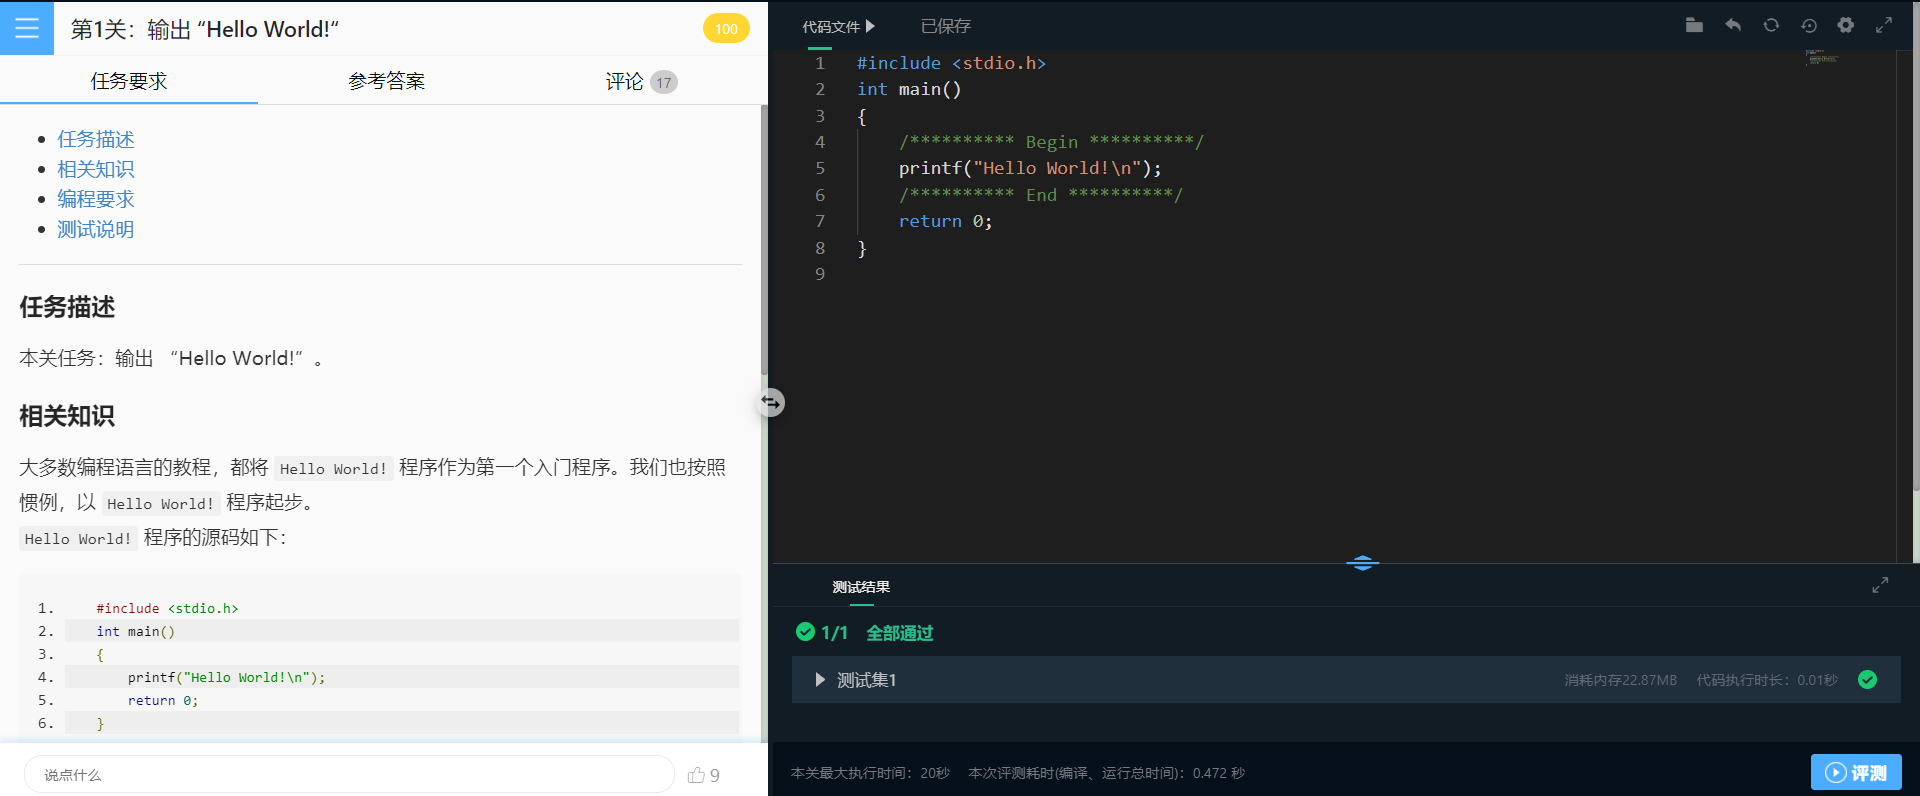 第1关：输出 “Hello World!“
100
任务要求
参考答案
评论 17
任务描述
相关知识
编程要求
测试说明
任务描述
本关任务：输出 “Hello World!” 。
相关知识
大多数编程语言的教程，都将 Hello World! 程序作为第一个入门程序。我们也按照
惯例，以 Hello World! 程序起步。
Hello World! 程序的源码如下：
1. #include <stdio.h>
2. int main()
3. {
4. printf("Hello World!\n");
5. return 0;
6. }
说点什么
9
代码文件
已保存
1 #include <stdio.h>
2 int main()
3 {
4 /********** Begin **********/
5 printf("Hello World!\n");
6 /********** End **********/
7 return 0;
8 }
9
测试结果
1/1 全部通过
测试集1
消耗内存22.87MB 代码执行时长：0.01秒
本关最大执行时间：20秒 本次评测耗时(编译、运行总时间)：0.472 秒
评测